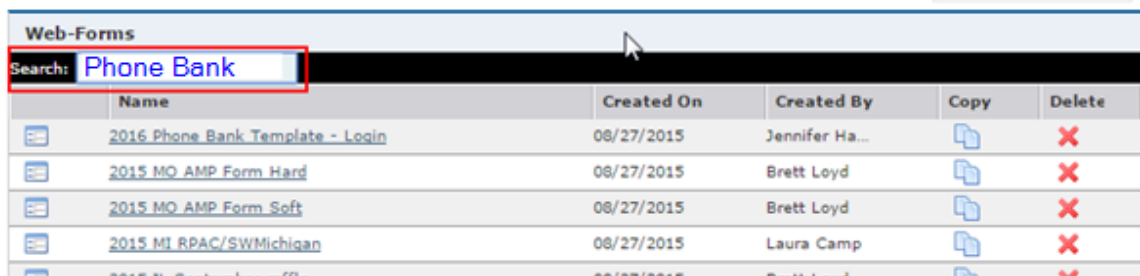 Web-Forms
Search: Phone Bank
Name Created On Created By Copy Delete
2016 Phone Bank Template - Login 08/27/2015 Jennifer Ha...
2015 MO AMP Form Hard 08/27/2015 Brett Loyd
2015 MO AMP Form Soft 08/27/2015 Brett Loyd
2015 MI RPAC/SWMichigan 08/27/2015 Laura Camp